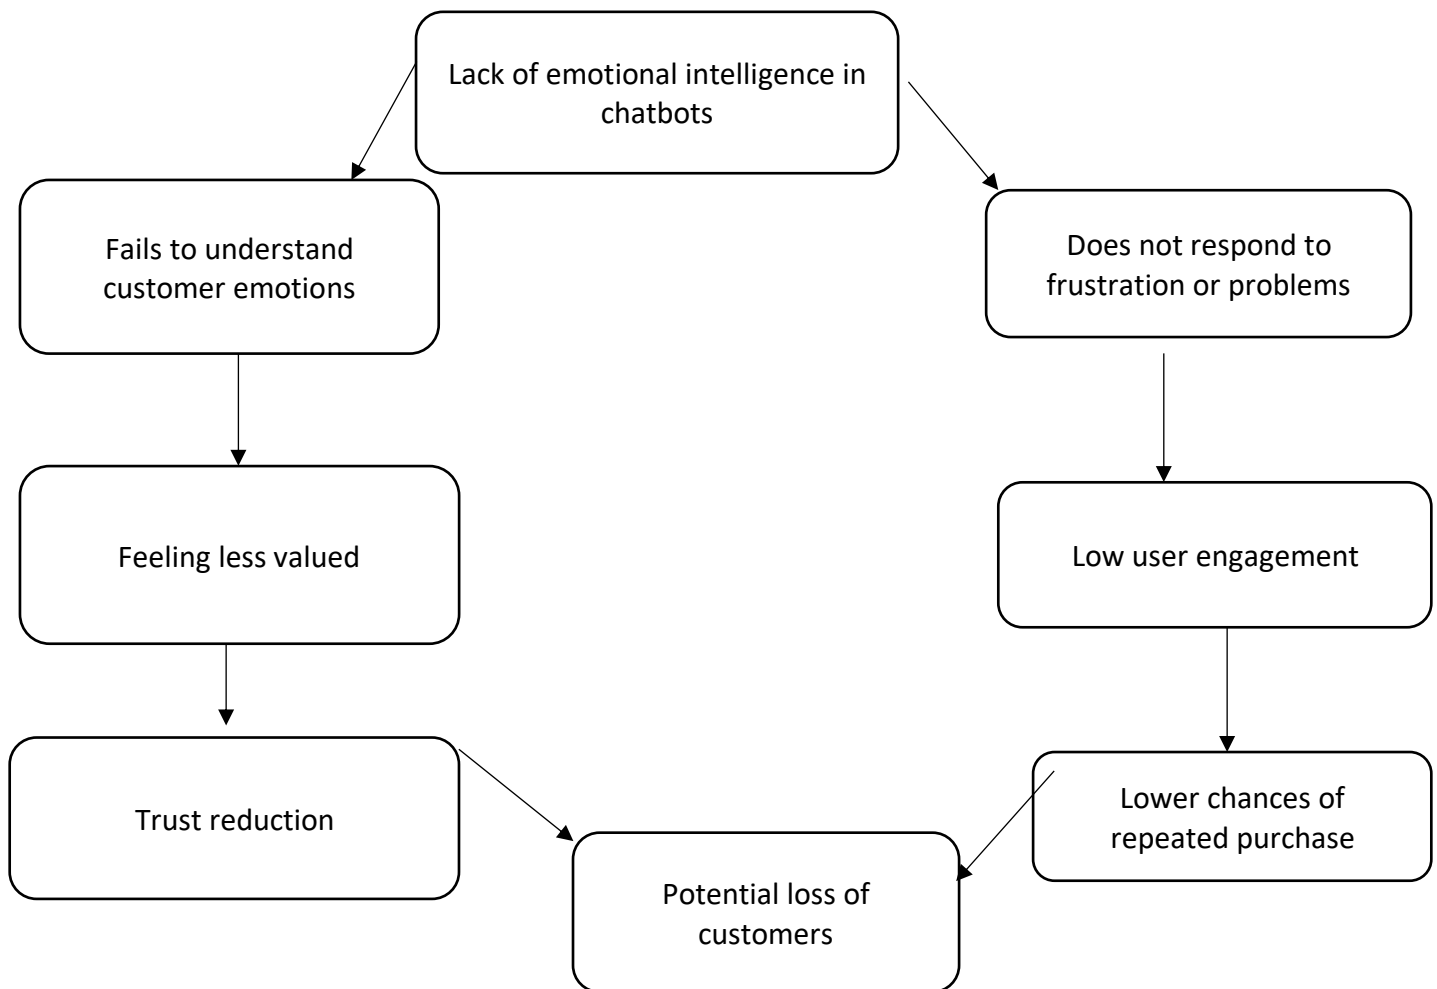 Lack of emotional intelligence in
chatbots
Fails to understand
customer emotions
Does not respond to
frustration or problems
Feeling less valued
Low user engagement
Trust reduction
Lower chances of
repeated purchase
Potential loss of
customers